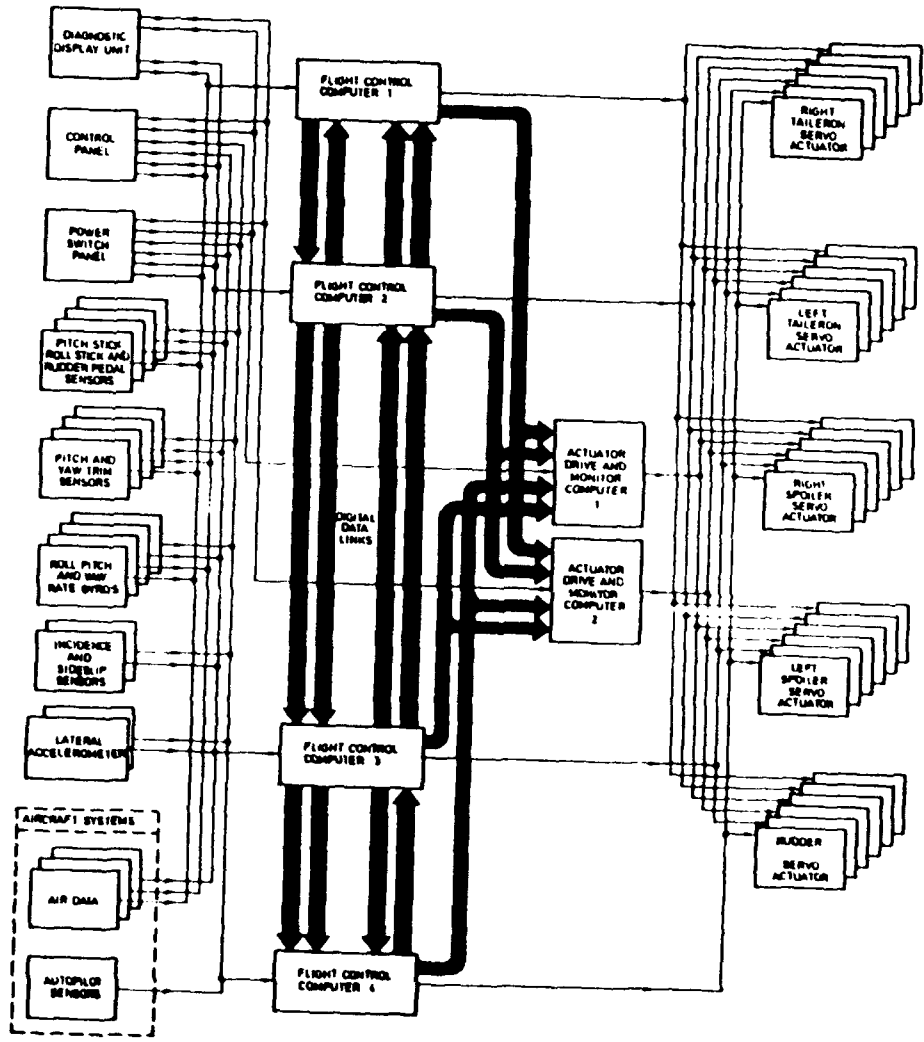 DIAGNOSTIC
DISPLAY UNIT
CONTROL
PANEL
POWER
SWITCH
PANEL
PITCH STICK
ROLL STICK AND
RUDDER PEDAL
SENSORS
PITCH AND
YAW TRIM
SENSORS
ROLL PITCH
AND YAW
RATE GYRO'S
INCIDENCE
AND
SIDESLIP
SENSORS
LATERAL
ACCELEROMETER
AIRCRAFT SYSTEMS
AIR DATA
AUTOPILOT
SENSORS
FLIGHT CONTROL
COMPUTER 1
FLIGHT CONTROL
COMPUTER 2
DIGITAL
DATA
LINKS
FLIGHT CONTROL
COMPUTER 3
FLIGHT CONTROL
COMPUTER 4
ACTUATOR
DRIVE AND
MONITOR
COMPUTER
1
ACTUATOR
DRIVE AND
MONITOR
COMPUTER
2
RIGHT
TAILERON
SERVO
ACTUATOR
LEFT
TAILERON
SERVO
ACTUATOR
RIGHT
SPOILER
SERVO
ACTUATOR
LEFT
SPOILER
SERVO
ACTUATOR
RUDDER
SERVO
ACTUATOR